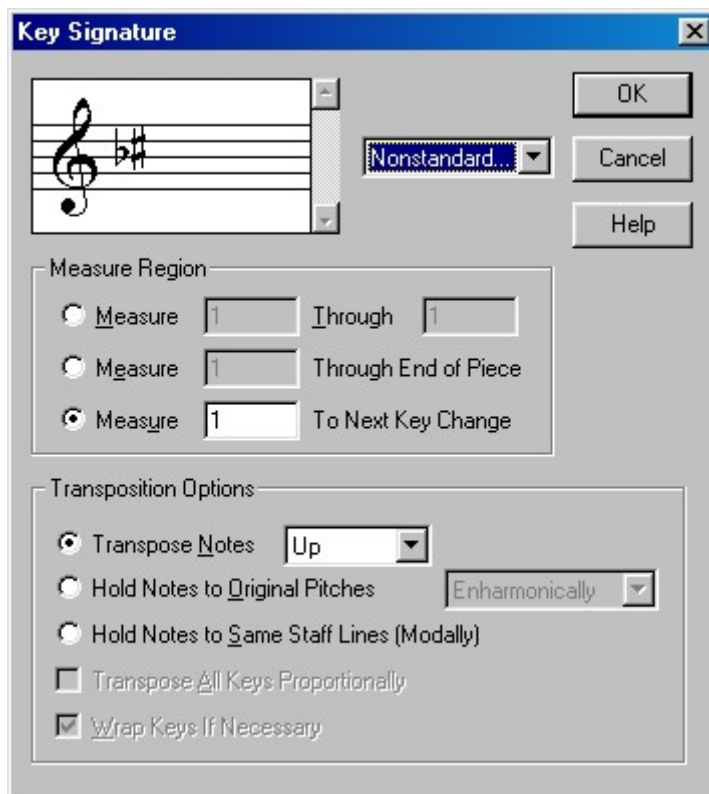 Key Signature
OK
Nonstandard...
Cancel
Help
Measure Region
Measure 1 Through 1
Measure 1 Through End of Piece
Measure 1 To Next Key Change
Transposition Options
Transpose Notes Up
Hold Notes to Original Pitches Enharmonically
Hold Notes to Same Staff Lines (Modally)
Transpose All Keys Proportionally
Wrap Keys If Necessary